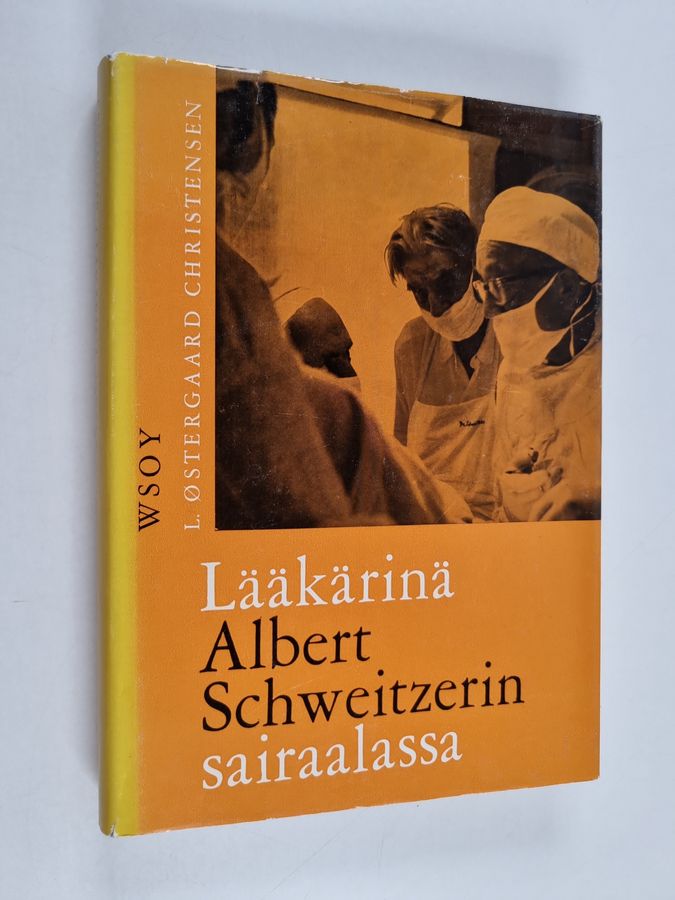 WSOY
L. ØSTERGAARD CHRISTENSEN
Lääkärinä
Albert
Schweitzerin
sairaalassa